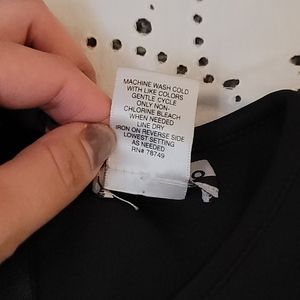 MACHINE WASH COLD
WITH LIKE COLORS
GENTLE CYCLE
ONLY NON-
CHLORINE BLEACH
WHEN NEEDED
LINE DRY
IRON ON REVERSE SIDE
LOWEST SETTING
AS NEEDED
RN# 78749